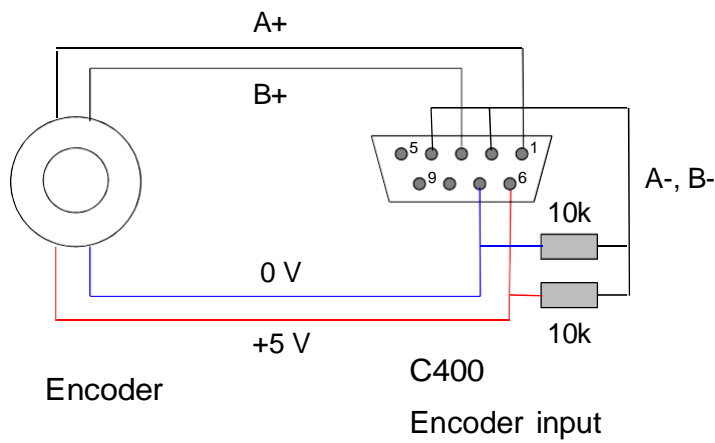 A+
B+
5
1
9
6
A-, B-
10k
0 V
10k
+5 V
C400
Encoder
Encoder input